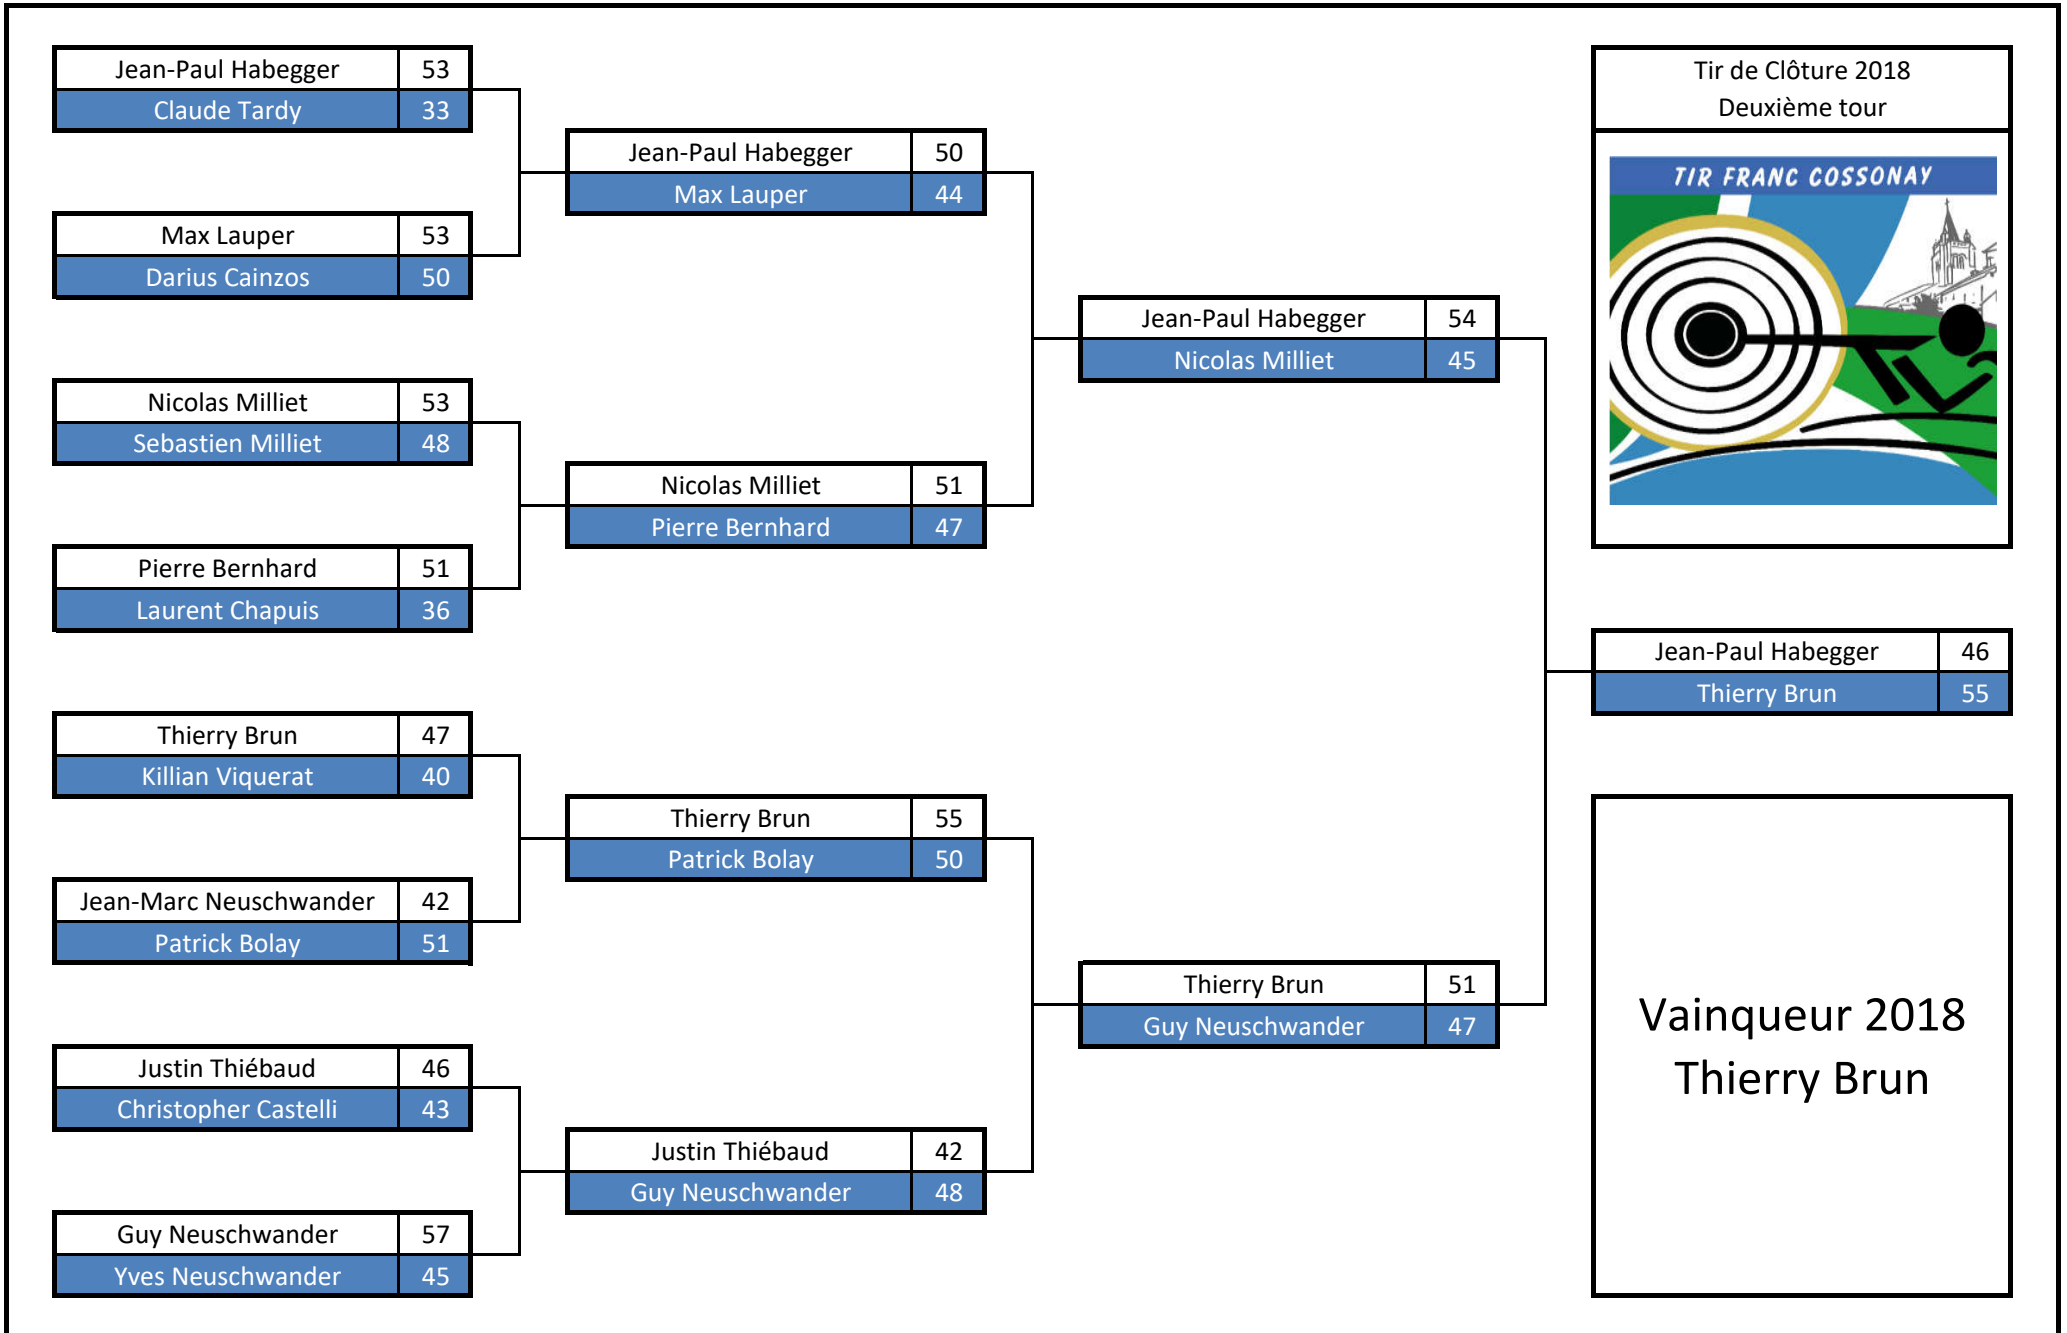 Jean-Paul Habegger 53
Claude Tardy 33
Max Lauper 53
Darius Cainzos 50
Nicolas Milliet 53
Sebastien Milliet 48
Pierre Bernhard 51
Laurent Chapuis 36
Thierry Brun 47
Killian Viquerat 40
Jean-Marc Neuschwander 42
Patrick Bolay 51
Justin Thiébaud 46
Christopher Castelli 43
Guy Neuschwander 57
Yves Neuschwander 45
Jean-Paul Habegger 50
Max Lauper 44
Nicolas Milliet 51
Pierre Bernhard 47
Thierry Brun 55
Patrick Bolay 50
Justin Thiébaud 42
Guy Neuschwander 48
Jean-Paul Habegger 54
Nicolas Milliet 45
Thierry Brun 51
Guy Neuschwander 47
Tir de Clôture 2018
Deuxième tour
TIR FRANC COSSONAY
Jean-Paul Habegger 46
Thierry Brun 55
Vainqueur 2018
Thierry Brun